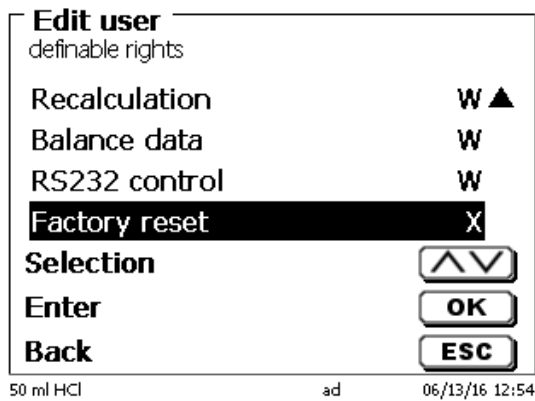 Edit user
definable rights
Recalculation W ▲
Balance data W
RS232 control W
Factory reset X
Selection
Enter OK
Back ESC
50 ml HCl ad 06/13/16 12:54